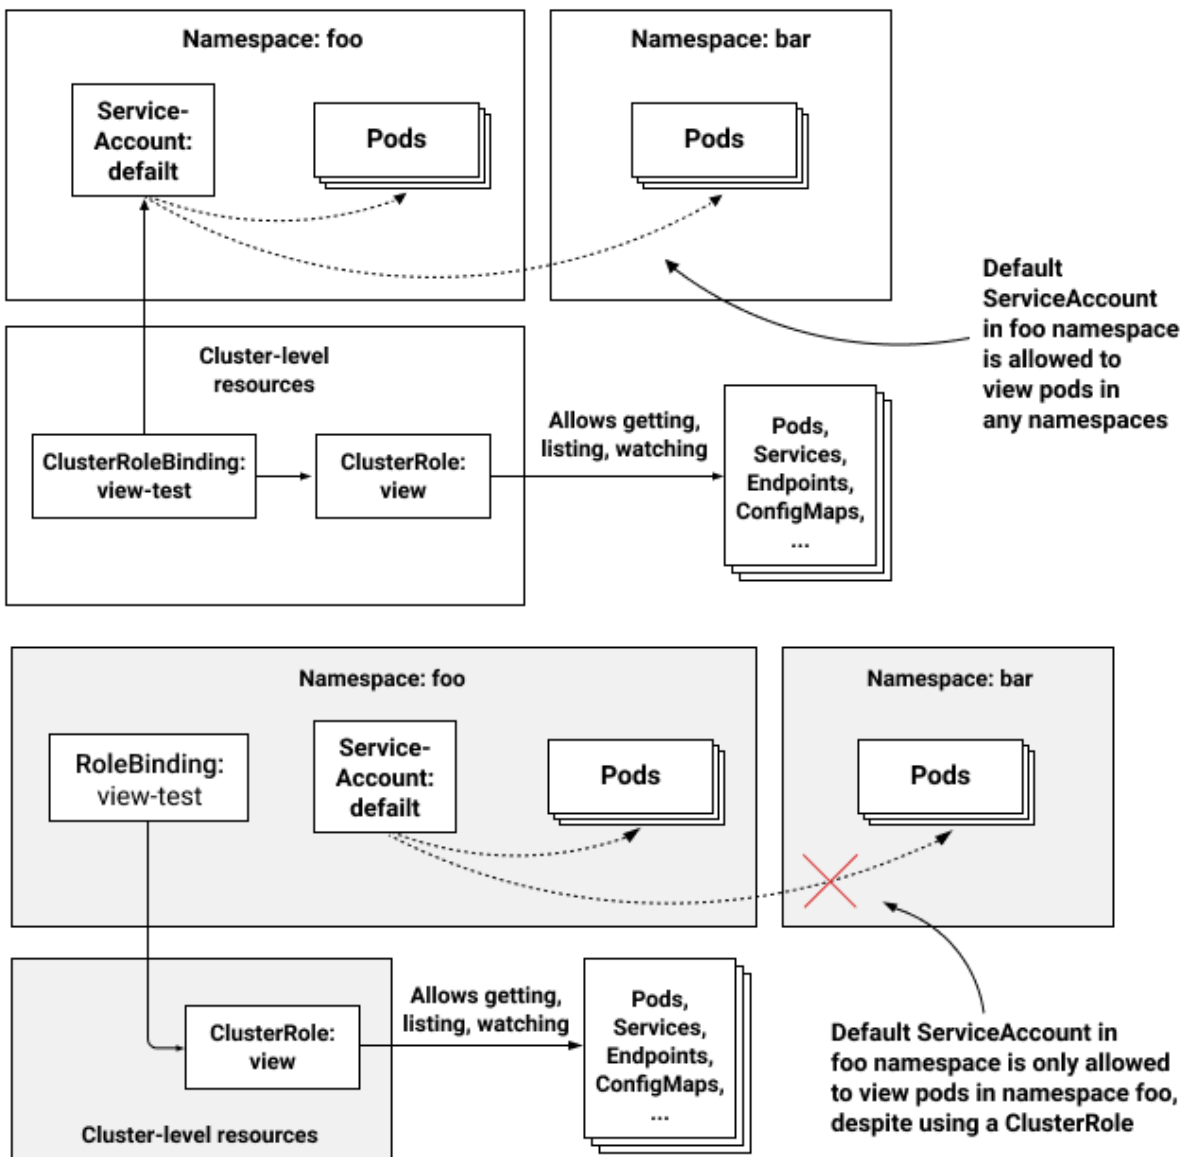 Namespace: foo
Namespace: bar
Service-
Account:
defailt
Pods
Pods
Default
ServiceAccount
in foo namespace
is allowed to
view pods in
any namespaces
Cluster-level
resources
ClusterRoleBinding:
view-test
ClusterRole:
view
Allows getting,
listing, watching
Pods,
Services,
Endpoints,
ConfigMaps,
...
Namespace: foo
Namespace: bar
RoleBinding:
view-test
Service-
Account:
defailt
Pods
Pods
ClusterRole:
view
Cluster-level resources
Allows getting,
listing, watching
Pods,
Services,
Endpoints,
ConfigMaps,
...
Default ServiceAccount in
foo namespace is only allowed
to view pods in namespace foo,
despite using a ClusterRole